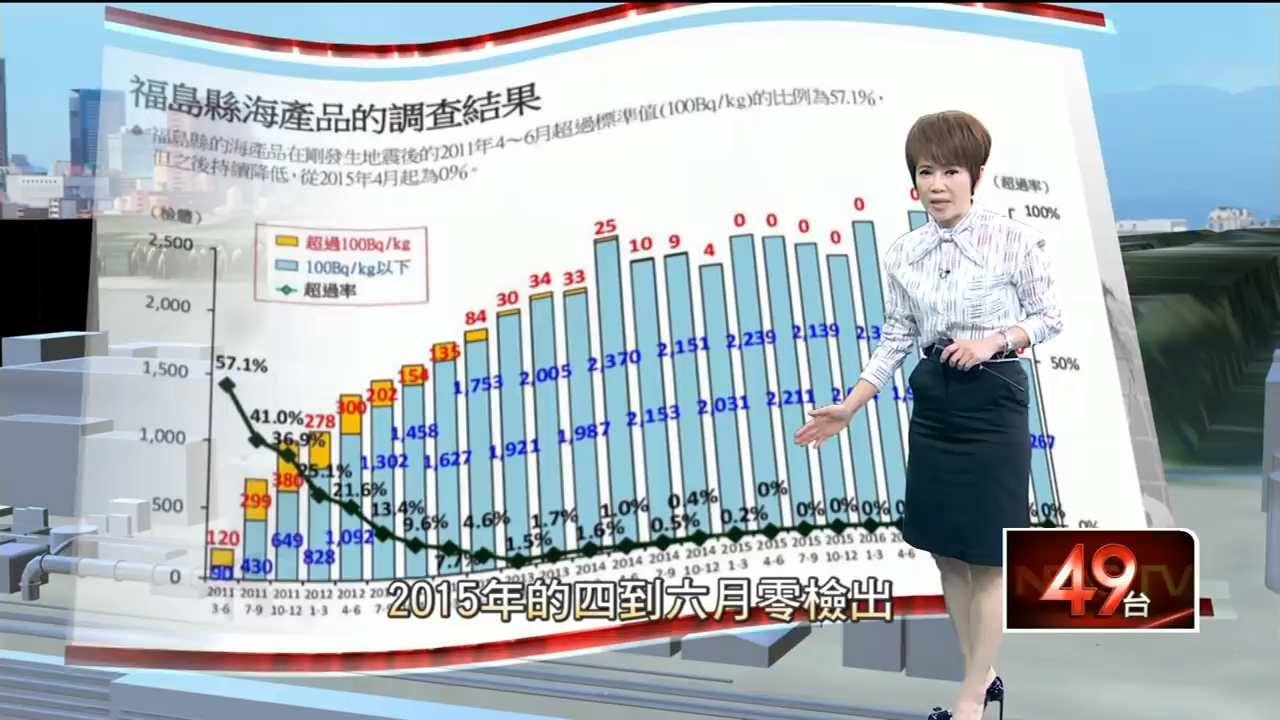 福島縣海產品的調查結果
福島縣的海產品在剛發生地震後的2011年4～6月超過標準值(100Bq/kg)的比例為57.1%，
但之後持續降低，從2015年4月起為0%。
（檢體）
（超過率）
超過100Bq/kg
100Bq/kg以下
超過率
2,500
2,000
1,500
1,000
500
0
100%
50%
0%
120 299 380 278 300 202 154 135 84 30 34 33 25 10 9 4 0 0 0 0 0
90 430 649 828 1,092 1,302 1,458 1,627 1,753 1,921 2,005 1,987 2,370 2,153 2,151 2,031 2,239 2,211 2,139
57.1% 41.0% 36.9% 25.1% 21.6% 13.4% 9.6% 7.7% 4.6% 1.5% 1.7% 1.6% 1.0% 0.5% 0.4% 0.2% 0% 0% 0% 0%
2011 2011 2011 2012 2012
3-6 7-9 10-12 1-3 4-6
2014 2014 2014 2014 2015 2015 2015 2015 2016
1-3 4-6 7-9 10-12 1-3 4-6 7-9 10-12 1-3 4-6
2015年的四到六月零檢出
49台